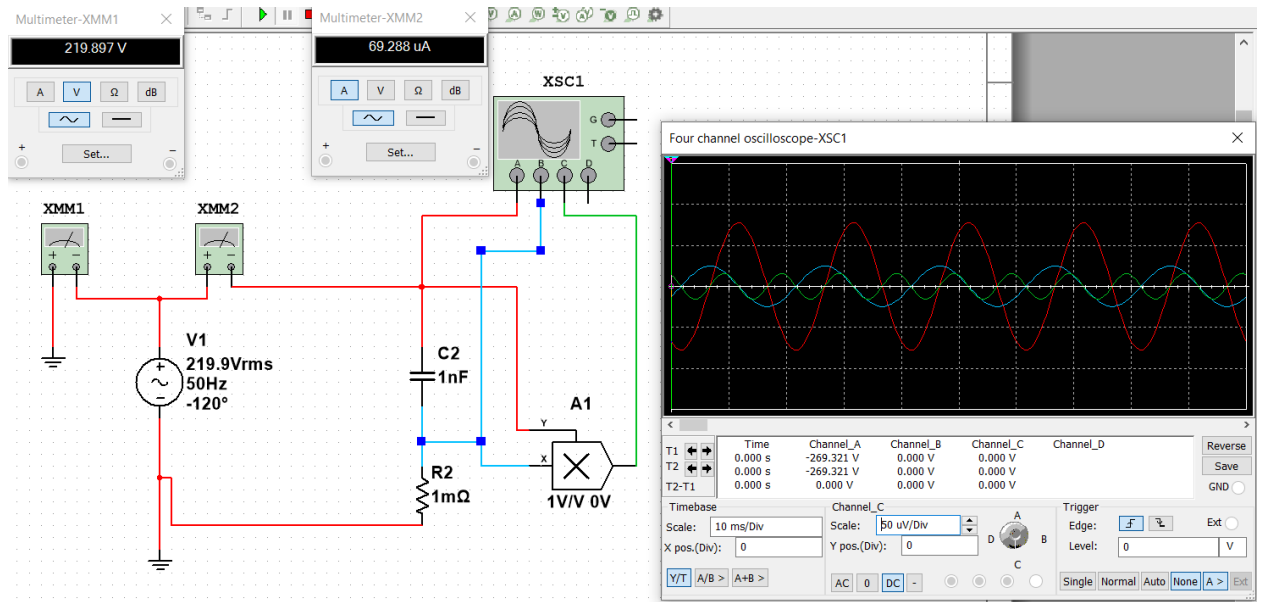 Multimeter-XMM1
219.897 V
A V Ω dB
+ Set... -
Multimeter-XMM2
69.288 uA
A V Ω dB
+ Set... -
XSC1
G
T
A B C D
XMM1
+ -
XMM2
+ -
V1
219.9Vrms
50Hz
-120°
C2
1nF
R2
1mΩ
A1
Y
X
1V/V 0V
Four channel oscilloscope-XSC1
Time Channel_A Channel_B Channel_C Channel_D
T1 0.000 s -269.321 V 0.000 V 0.000 V
T2 0.000 s -269.321 V 0.000 V 0.000 V
T2-T1 0.000 s 0.000 V 0.000 V 0.000 V
Reverse
Save
GND
Timebase
Scale: 10 ms/Div
X pos.(Div): 0
Y/T A/B > A+B >
Channel_C
Scale: 50 uV/Div
Y pos.(Div): 0
AC 0 DC -
A
D B
C
Trigger
Edge: Ext
Level: 0 V
Single Normal Auto None A > Ext